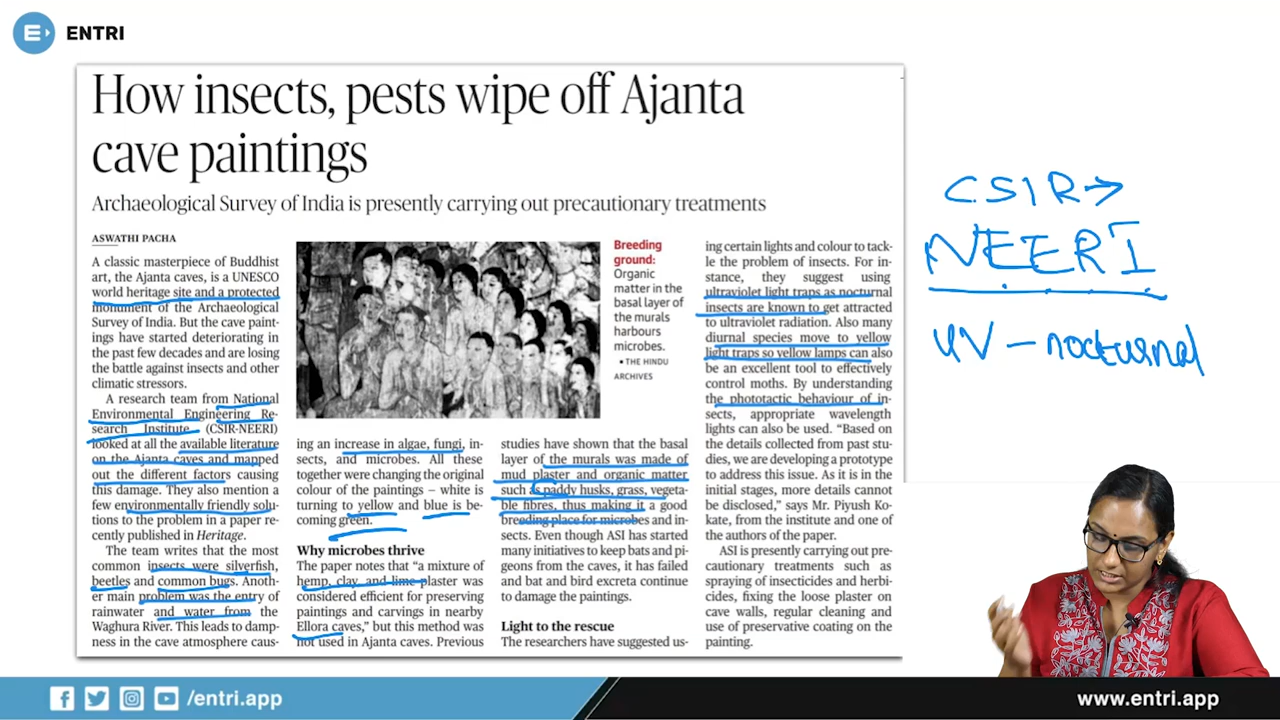 ENTRI
How insects, pests wipe off Ajanta
cave paintings
Archaeological Survey of India is presently carrying out precautionary treatments
ASWATHI PACHA
A classic masterpiece of Buddhist
art, the Ajanta caves, is a UNESCO
world heritage site and a protected
monument of the Archaeological
Survey of India. But the cave paint-
ings have started deteriorating in
the past few decades and are losing
the battle against insects and other
climatic stressors.
A research team from National
Environmental Engineering Re-
search Institute (CSIR-NEERI)
looked at all the available literature
on the Ajanta caves and mapped
out the different factors causing
this damage. They also mention a
few environmentally friendly solu-
tions to the problem in a paper re-
cently published in Heritage.
The team writes that the most
common insects were silverfish,
beetles and common bugs. Anoth-
er main problem was the entry of
rainwater and water from the
Waghura River. This leads to damp-
ness in the cave atmosphere caus-
Breeding
ground:
Organic
matter in the
basal layer of
the murals
harbours
microbes.
• THE HINDU
ARCHIVES
ing an increase in algae, fungi, in-
sects, and microbes. All these
together were changing the original
colour of the paintings – white is
turning to yellow and blue is be-
coming green.
Why microbes thrive
The paper notes that “a mixture of
hemp, clay, and lime plaster was
considered efficient for preserving
paintings and carvings in nearby
Ellora caves,” but this method was
not used in Ajanta caves. Previous
studies have shown that the basal
layer of the murals was made of
mud plaster and organic matter
such as paddy husks, grass, vegeta-
ble fibres, thus making it a good
breeding place for microbes and in-
sects. Even though ASI has started
many initiatives to keep bats and pi-
geons from the caves, it has failed
and bat and bird excreta continue
to damage the paintings.
Light to the rescue
The researchers have suggested us-
ing certain lights and colour to tack-
le the problem of insects. For in-
stance, they suggest using
ultraviolet light traps as nocturnal
insects are known to get attracted
to ultraviolet radiation. Also many
diurnal species move to yellow
light traps so yellow lamps can also
be an excellent tool to effectively
control moths. By understanding
the phototactic behaviour of in-
sects, appropriate wavelength
lights can also be used. “Based on
the details collected from past stu-
dies, we are developing a prototype
to address this issue. As it is in the
initial stages, more details cannot
be disclosed,” says Mr. Piyush Ko-
kate, from the institute and one of
the authors of the paper.
ASI is presently carrying out pre-
cautionary treatments such as
spraying of insecticides and herbi-
cides, fixing the loose plaster on
cave walls, regular cleaning and
use of preservative coating on the
painting.
CSIR→
NEERI
UV – nocturnal
/entri.app
www.entri.app